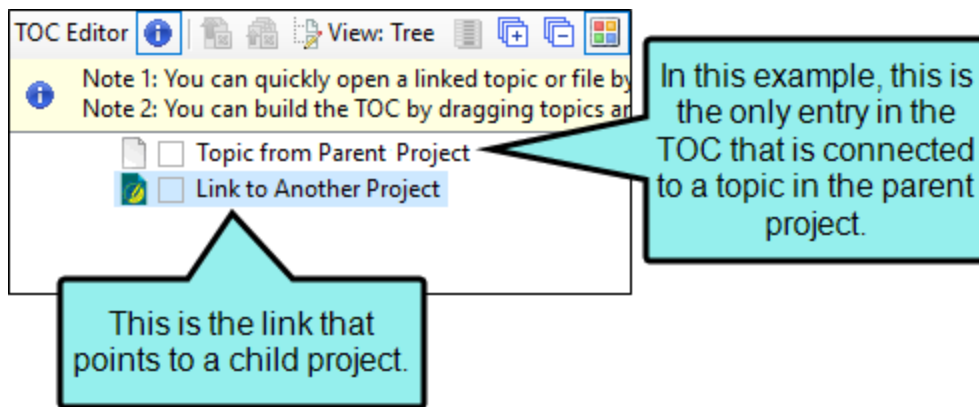 TOC Editor View: Tree
Note 1: You can quickly open a linked topic or file by
Note 2: You can build the TOC by dragging topics
Topic from Parent Project
Link to Another Project
In this example, this is
the only entry in the
TOC that is connected
to a topic in the parent
project.
This is the link that
points to a child project.